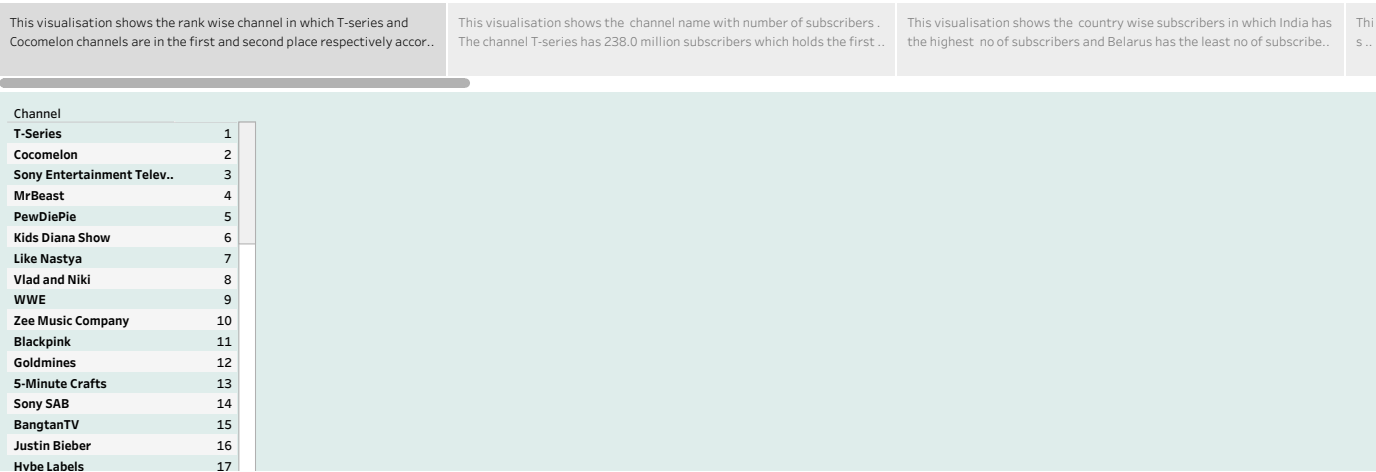 This visualisation shows the rank wise channel in which T-series and
Cocomelon channels are in the first and second place respectively accor..
This visualisation shows the channel name with number of subscribers .
The channel T-series has 238.0 million subscribers which holds the first ..
This visualisation shows the country wise subscribers in which India has
the highest no of subscribers and Belarus has the least no of subscribe..
Thi
s ..
Channel
T-Series 1
Cocomelon 2
Sony Entertainment Telev.. 3
MrBeast 4
PewDiePie 5
Kids Diana Show 6
Like Nastya 7
Vlad and Niki 8
WWE 9
Zee Music Company 10
Blackpink 11
Goldmines 12
5-Minute Crafts 13
Sony SAB 14
BangtanTV 15
Justin Bieber 16
Hybe Labels 17